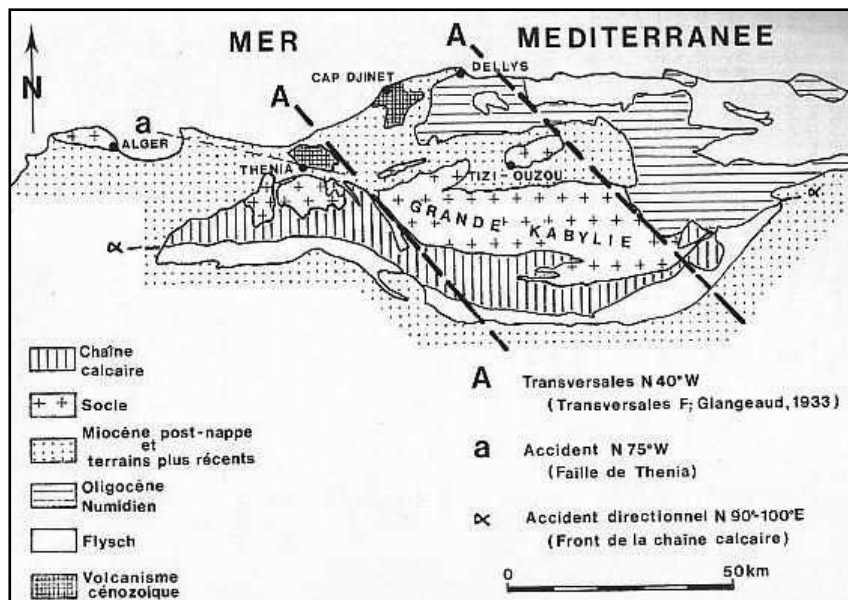 MER
A
MEDITERRANEE
DELLYS
CAP DJINET
N
A
a
ALGER
THENIA
TIZI-OUZOU
GRANDE KABYLIE
α
α
Chaîne
calcaire
Socle
Miocène post-nappe
et
terrains plus récents
Oligocène
Numidien
Flysch
Volcanisme
cénozoïque
A Transversales N 40°W
(Transversales F; Glangeaud, 1933)
a Accident N 75°W
(Faille de Thenia)
α Accident directionnel N 90°-100°E
(Front de la chaîne calcaire)
0 50km